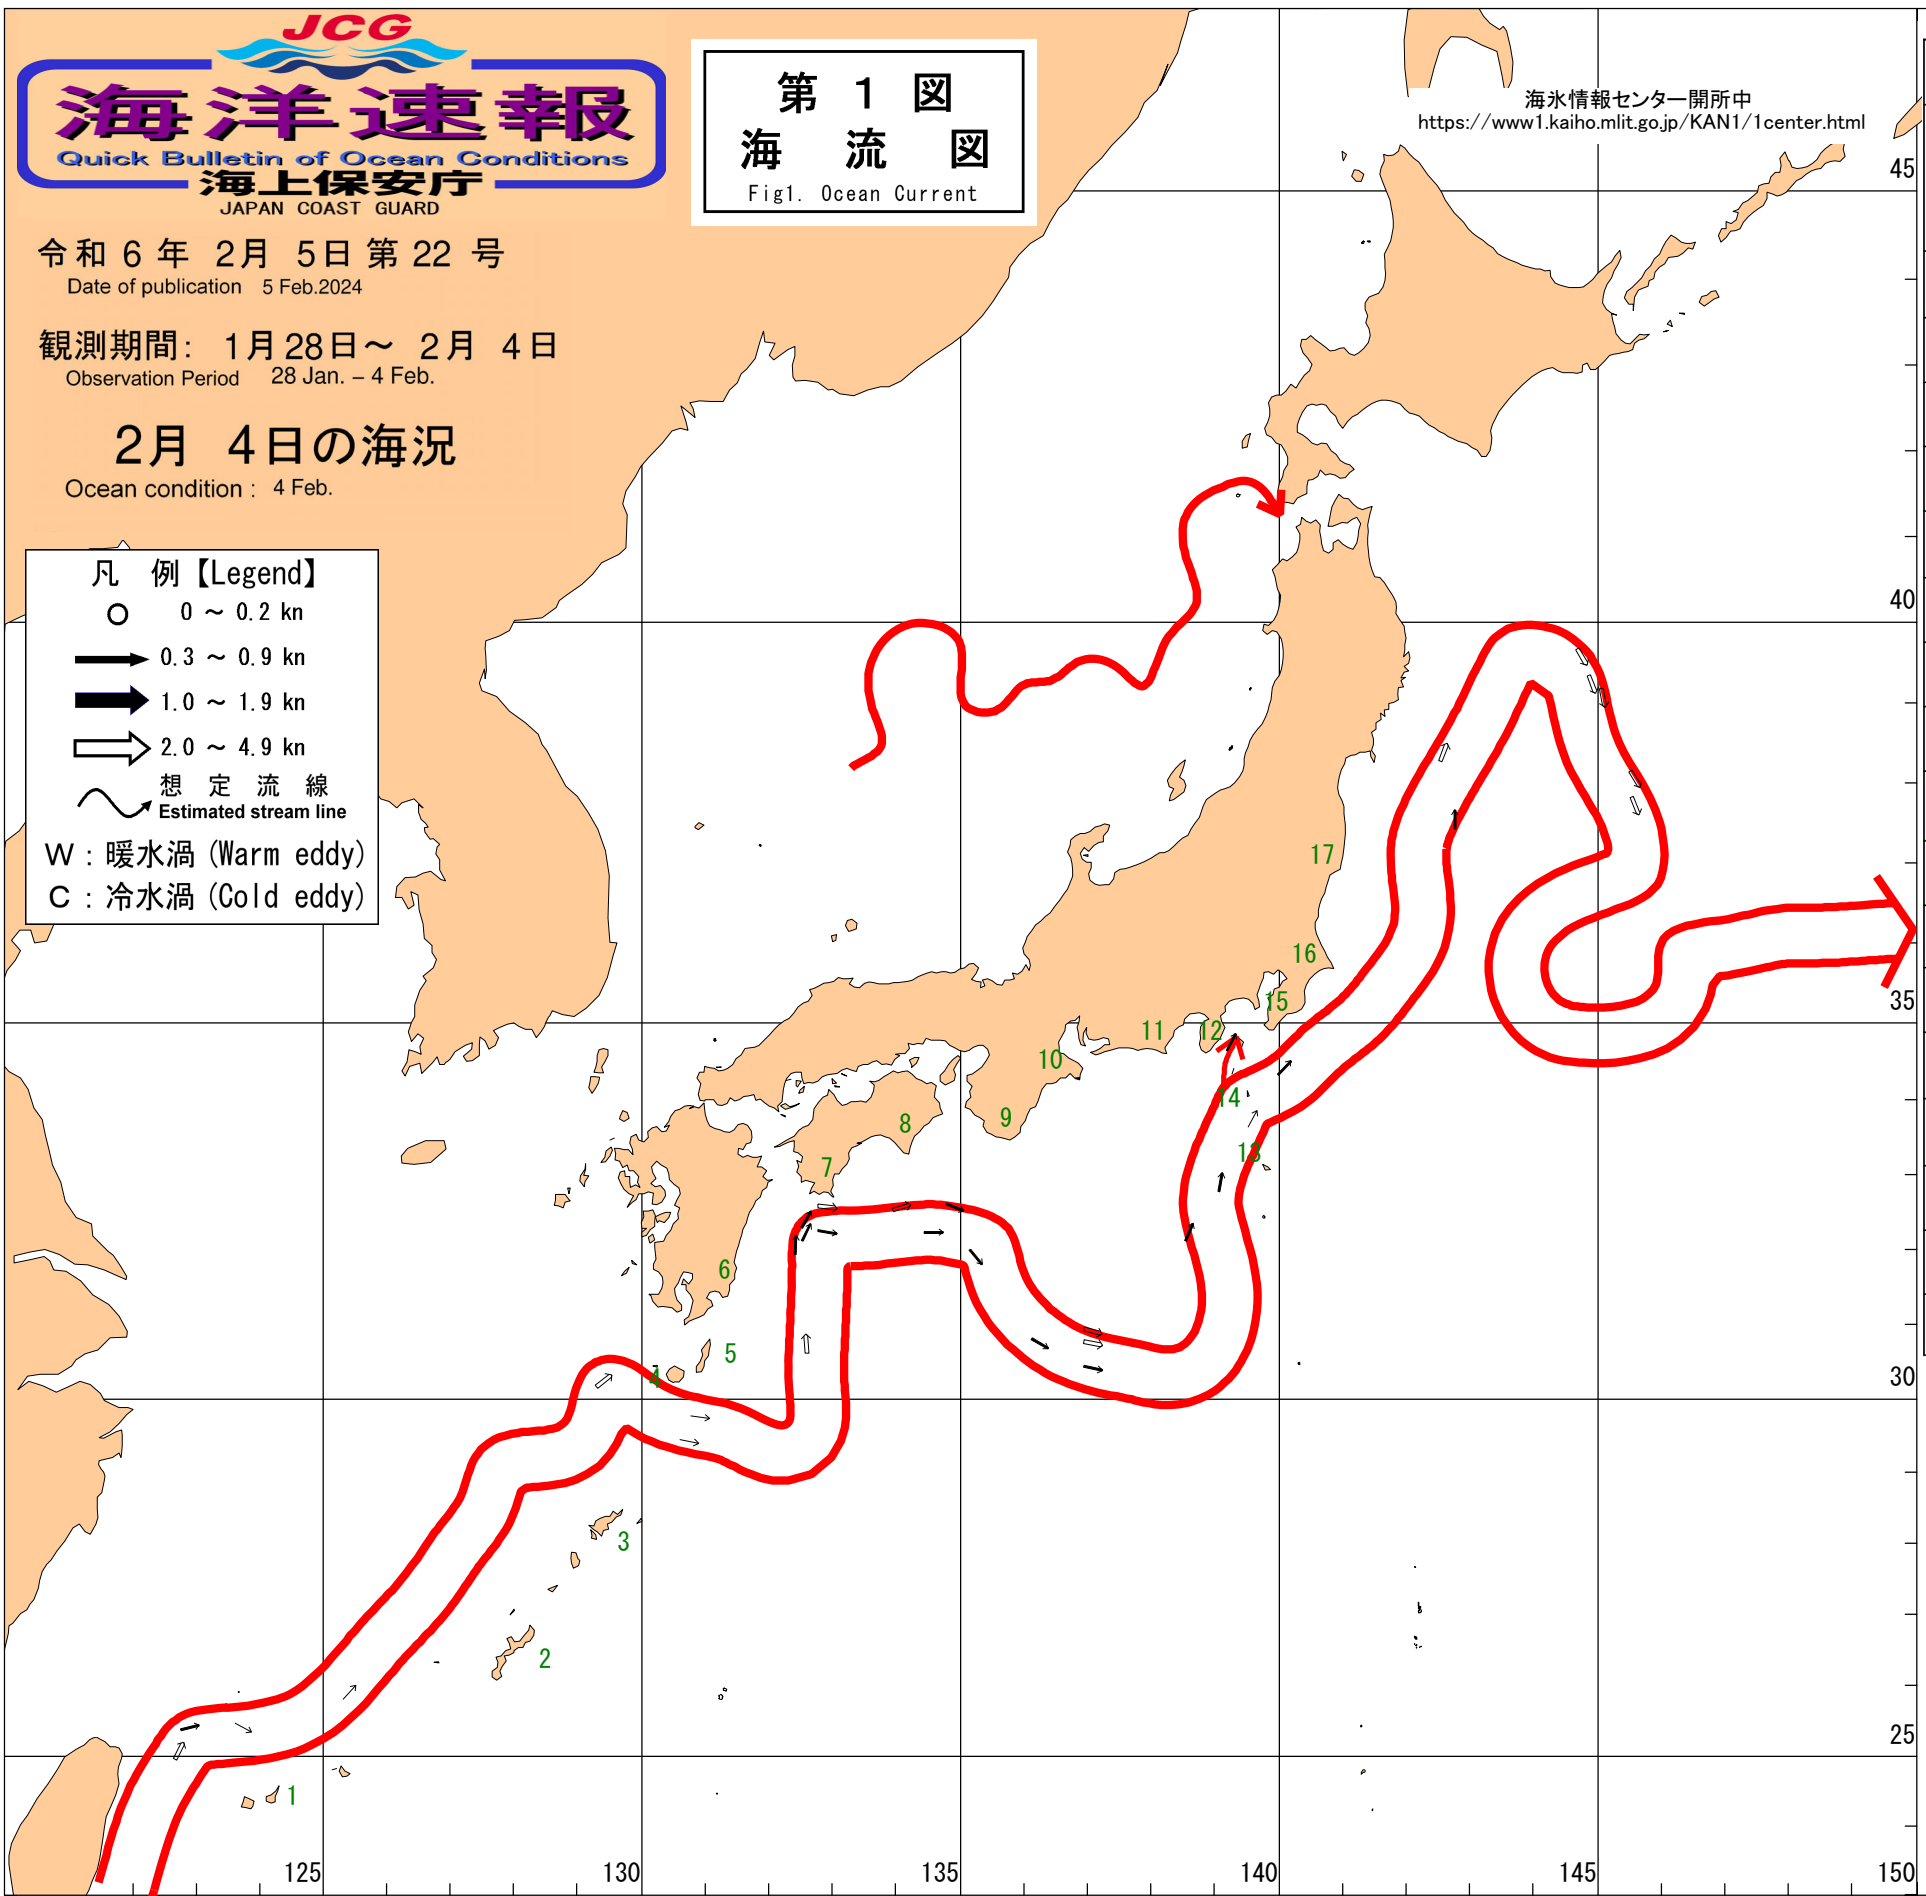 JCG
海洋速報
Quick Bulletin of Ocean Conditions
海上保安庁
JAPAN COAST GUARD
第 1 図
海 流 図
Fig1. Ocean Current
海氷情報センター開所中
https://www1.kaiho.mlit.go.jp/KAN1/1center.html
令和 6 年 2月 5日 第 22 号
Date of publication 5 Feb.2024
観測期間: 1月28日～ 2月 4日
Observation Period 28 Jan. – 4 Feb.
2月 4日の海況
Ocean condition : 4 Feb.
凡 例【Legend】
0 ～ 0.2 kn
0.3 ～ 0.9 kn
1.0 ～ 1.9 kn
2.0 ～ 4.9 kn
想 定 流 線
Estimated stream line
W : 暖水渦 (Warm eddy)
C : 冷水渦 (Cold eddy)
45
40
17
16
35
15
12
11
10
14
9
8
13
7
6
5
4
30
3
2
25
1
125
130
135
140
145
150